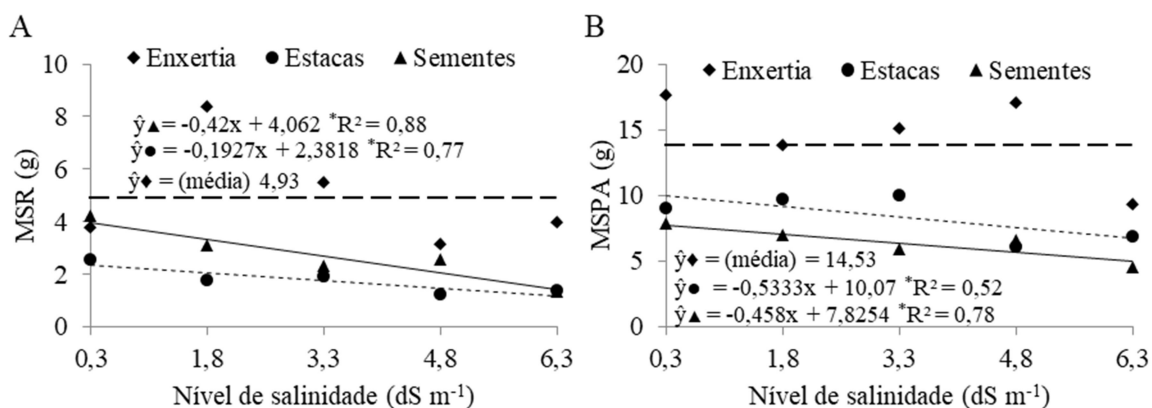 A
◆ Enxertia ● Estacas ▲ Sementes
10
8
6
4
2
0
MSR (g)
ŷ▲= -0,42x + 4,062 *R² = 0,88
ŷ● = -0,1927x + 2,3818 *R² = 0,77
ŷ◆ = (média) 4,93
0,3 1,8 3,3 4,8 6,3
Nível de salinidade (dS m⁻¹)
B
◆ Enxertia ● Estacas ▲ Sementes
20
15
10
5
0
MSPA (g)
ŷ◆ = (média) = 14,53
ŷ● = -0,5333x + 10,07 *R² = 0,52
ŷ▲ = -0,458x + 7,8254 *R² = 0,78
0,3 1,8 3,3 4,8 6,3
Nível de salinidade (dS m⁻¹)